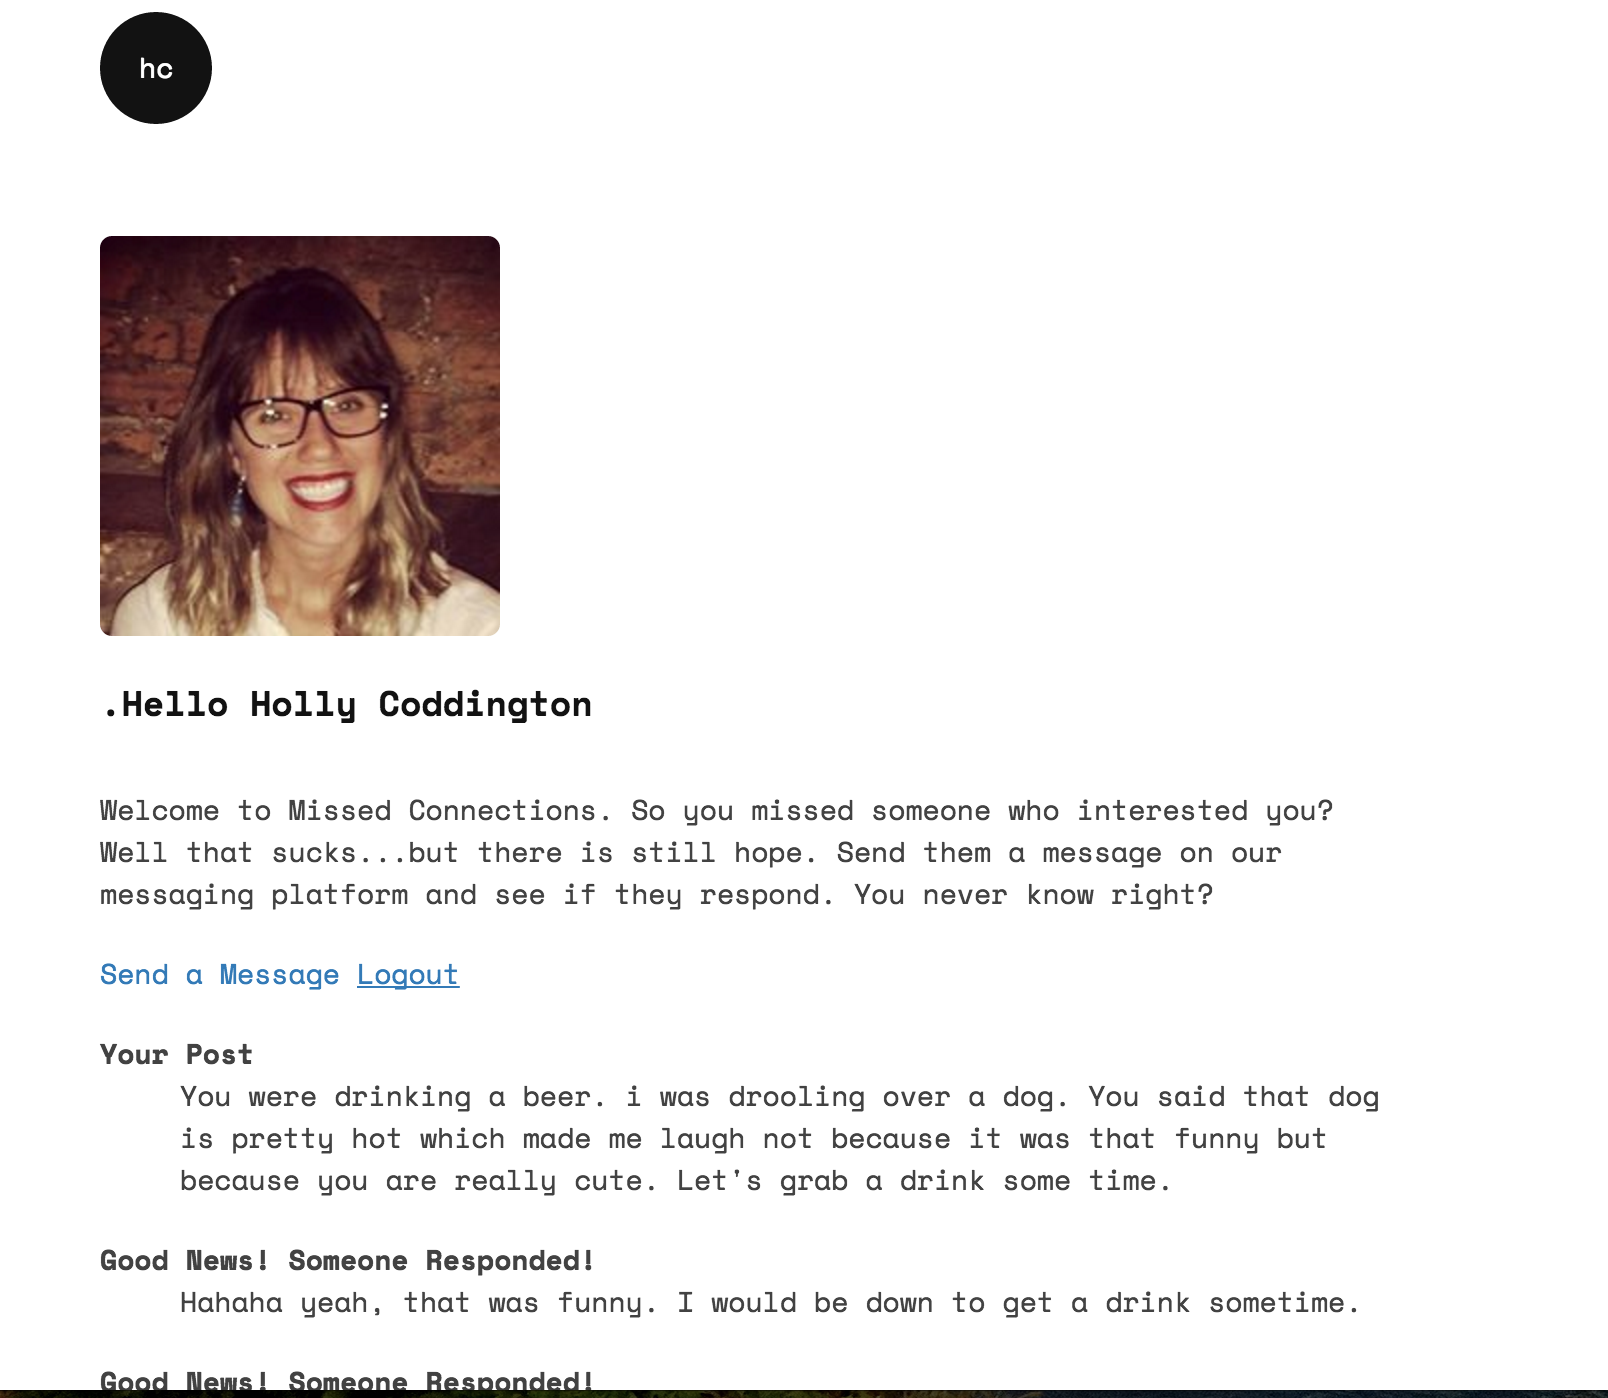 hc
.Hello Holly Coddington
Welcome to Missed Connections. So you missed someone who interested you?
Well that sucks...but there is still hope. Send them a message on our
messaging platform and see if they respond. You never know right?
Send a Message Logout
Your Post
You were drinking a beer. i was drooling over a dog. You said that dog
is pretty hot which made me laugh not because it was that funny but
because you are really cute. Let's grab a drink some time.
Good News! Someone Responded!
Hahaha yeah, that was funny. I would be down to get a drink sometime.
Good News! Someone Responded!